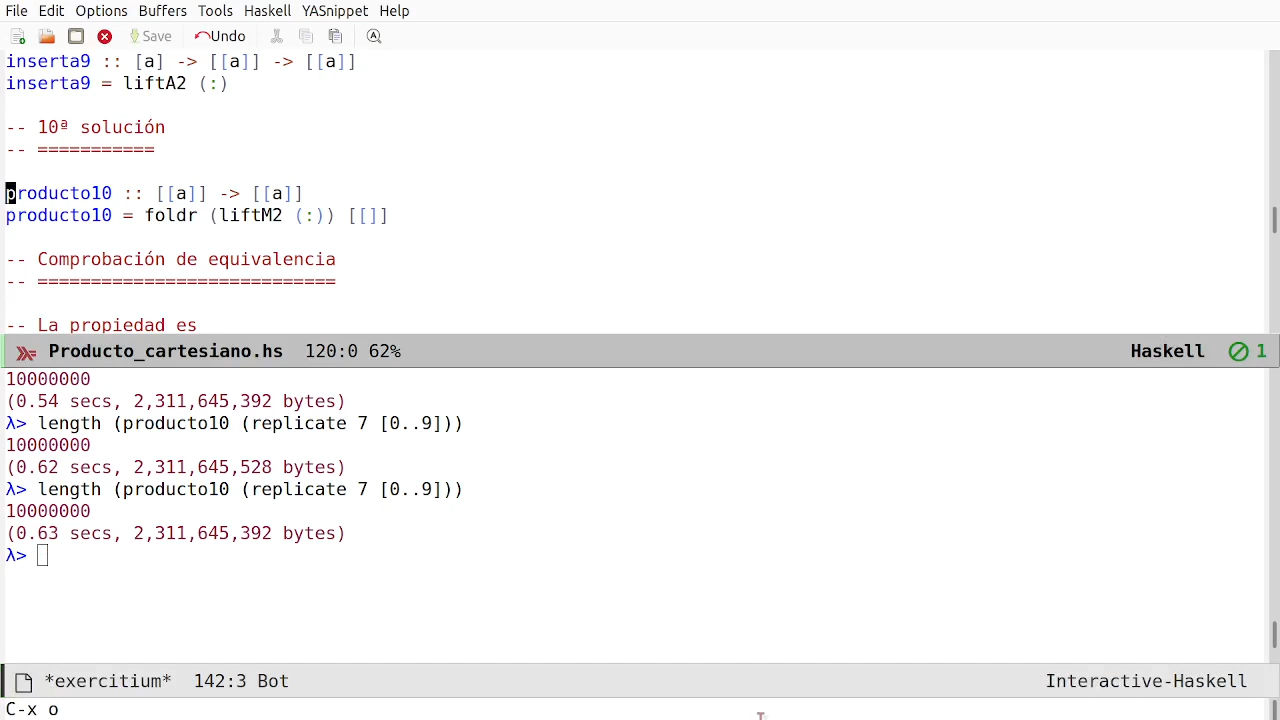 File Edit Options Buffers Tools Haskell YASnippet Help
Save Undo
inserta9 :: [a] -> [[a]] -> [[a]]
inserta9 = liftA2 (:)
-- 10ª solución
-- ===========
producto10 :: [[a]] -> [[a]]
producto10 = foldr (liftM2 (:)) [[]]
-- Comprobación de equivalencia
-- ============================
-- La propiedad es
Producto_cartesiano.hs 120:0 62% Haskell 1
10000000
(0.54 secs, 2,311,645,392 bytes)
λ> length (producto10 (replicate 7 [0..9]))
10000000
(0.62 secs, 2,311,645,528 bytes)
λ> length (producto10 (replicate 7 [0..9]))
10000000
(0.63 secs, 2,311,645,392 bytes)
λ>
*exercitium* 142:3 Bot Interactive-Haskell
C-x o